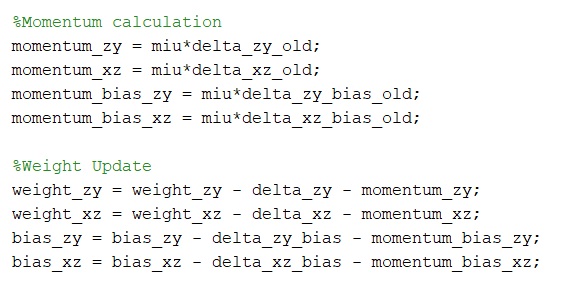 %Momentum calculation
momentum_zy = miu*delta_zy_old;
momentum_xz = miu*delta_xz_old;
momentum_bias_zy = miu*delta_zy_bias_old;
momentum_bias_xz = miu*delta_xz_bias_old;
%Weight Update
weight_zy = weight_zy - delta_zy - momentum_zy;
weight_xz = weight_xz - delta_xz - momentum_xz;
bias_zy = bias_zy - delta_zy_bias - momentum_bias_zy;
bias_xz = bias_xz - delta_xz_bias - momentum_bias_xz;